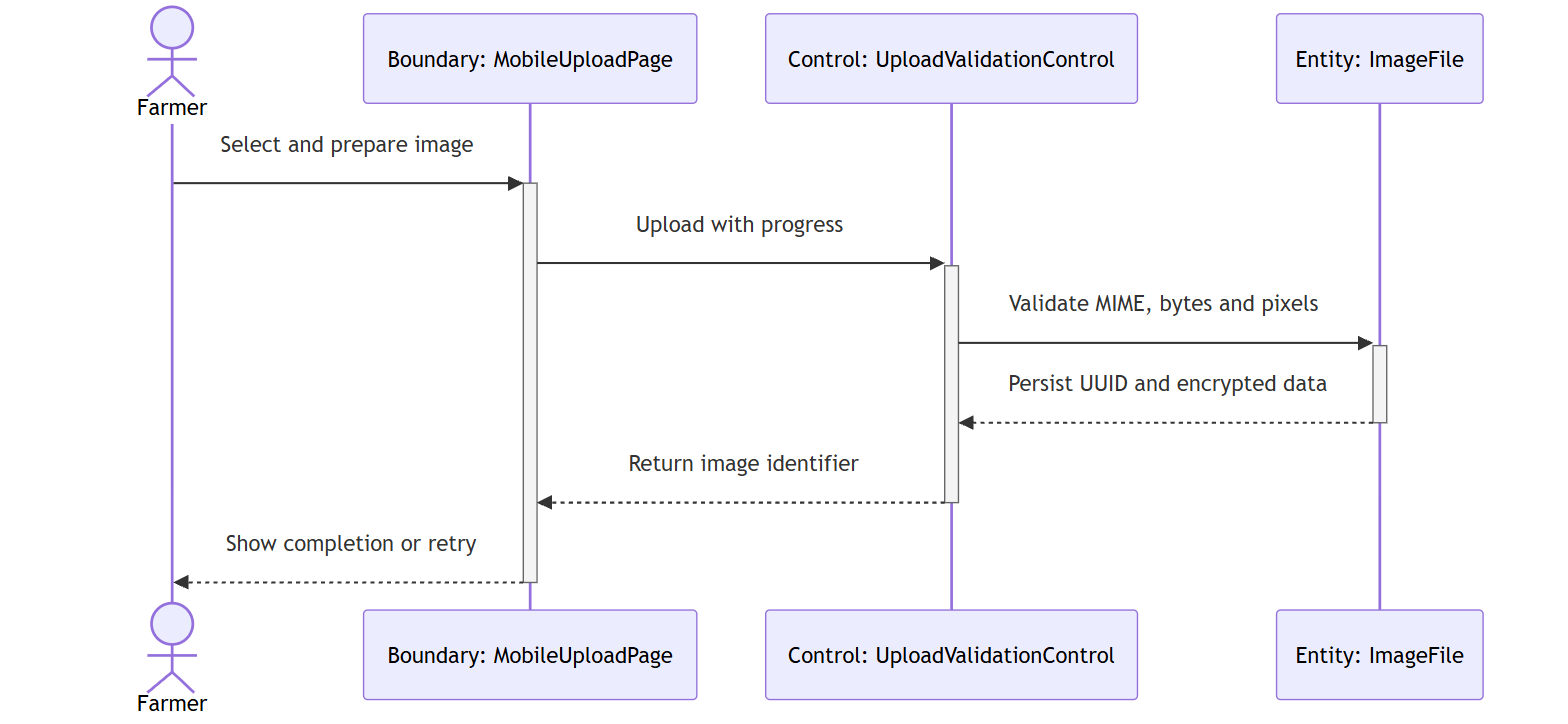 Boundary: MobileUploadPage
Control: UploadValidationControl
Entity: ImageFile
Farmer
Select and prepare image
Upload with progress
Validate MIME, bytes and pixels
Persist UUID and encrypted data
Return image identifier
Show completion or retry
Boundary: MobileUploadPage
Control: UploadValidationControl
Entity: ImageFile
Farmer